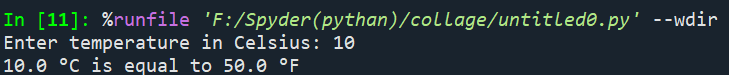 In [11]: %runfile 'F:/Spyder(pythan)/collage/untitled0.py' --wdir
Enter temperature in Celsius: 10
10.0 °C is equal to 50.0 °F